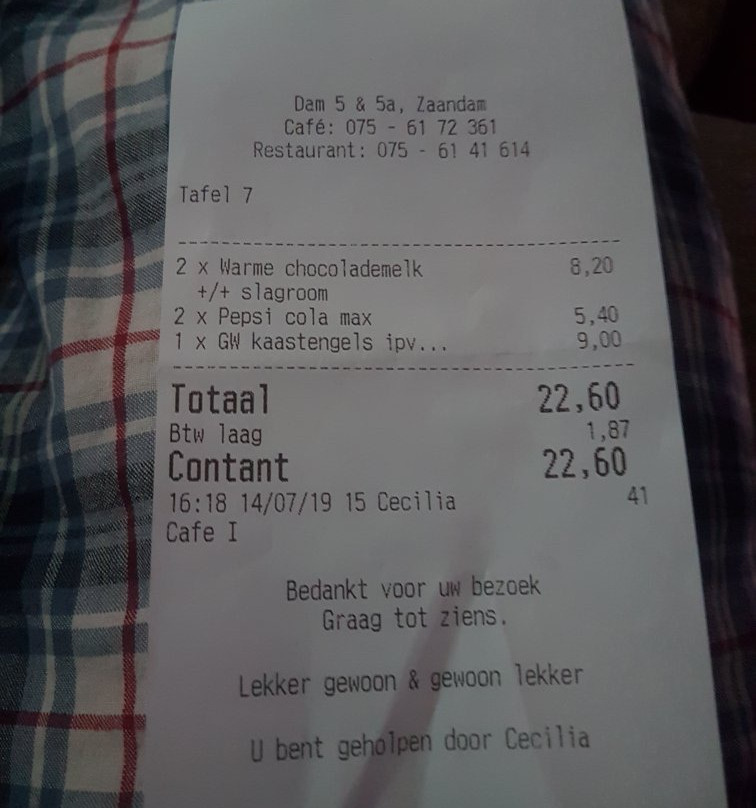 Dam 5 & 5a, Zaandam
Café: 075 - 61 72 361
Restaurant: 075 - 61 41 614
Tafel 7
2 x Warme chocolademelk 8,20
+/+ slagroom
2 x Pepsi cola max 5,40
1 x GW kaastengels ipv... 9,00
Totaal 22,60
Btw laag 1,87
Contant 22,60
16:18 14/07/19 15 Cecilia 41
Cafe I
Bedankt voor uw bezoek
Graag tot ziens.
Lekker gewoon & gewoon lekker
U bent geholpen door Cecilia